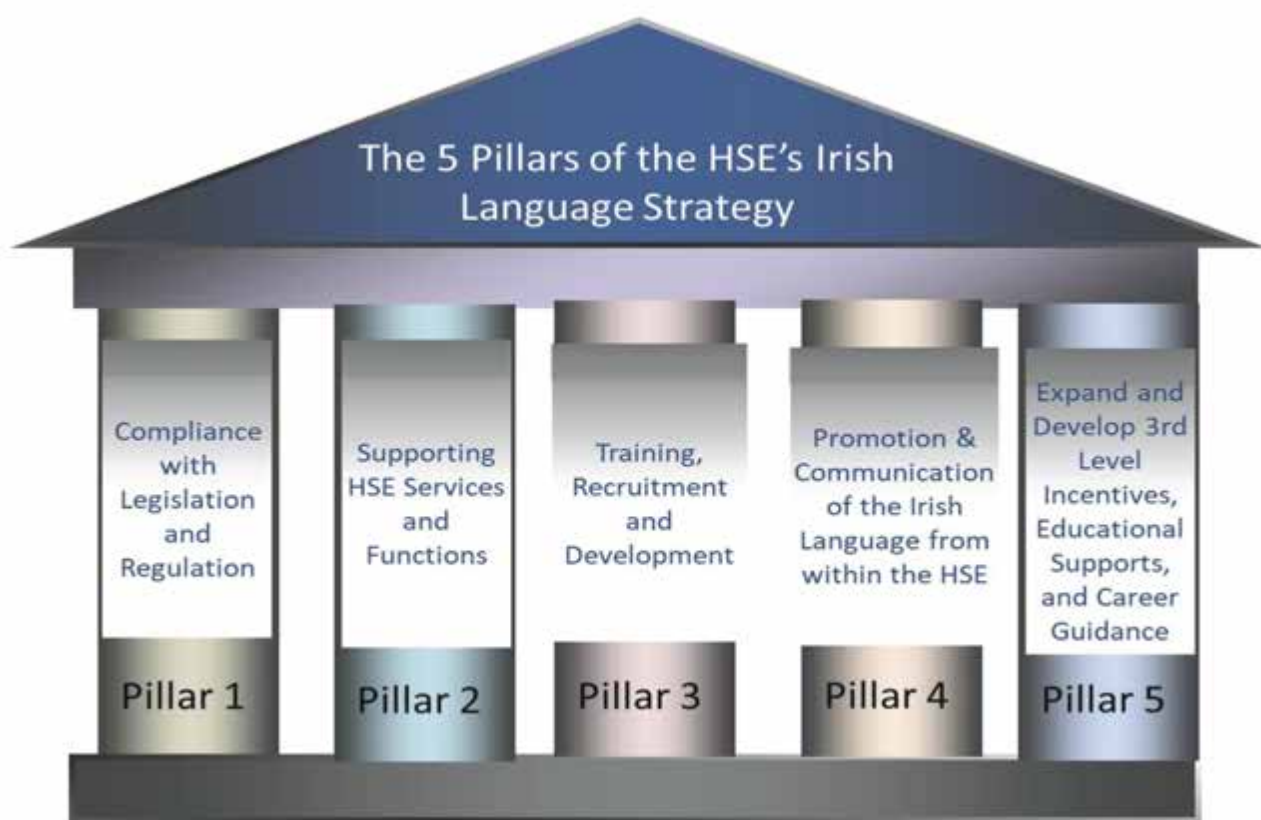 The 5 Pillars of the HSE's Irish
Language Strategy
Compliance
with
Legislation
and
Regulation
Pillar 1
Supporting
HSE Services
and
Functions
Pillar 2
Training,
Recruitment
and
Development
Pillar 3
Promotion &
Communication
of the Irish
Language from
within the HSE
Pillar 4
Expand and
Develop 3rd
Level
Incentives,
Educational
Supports,
and Career
Guidance
Pillar 5